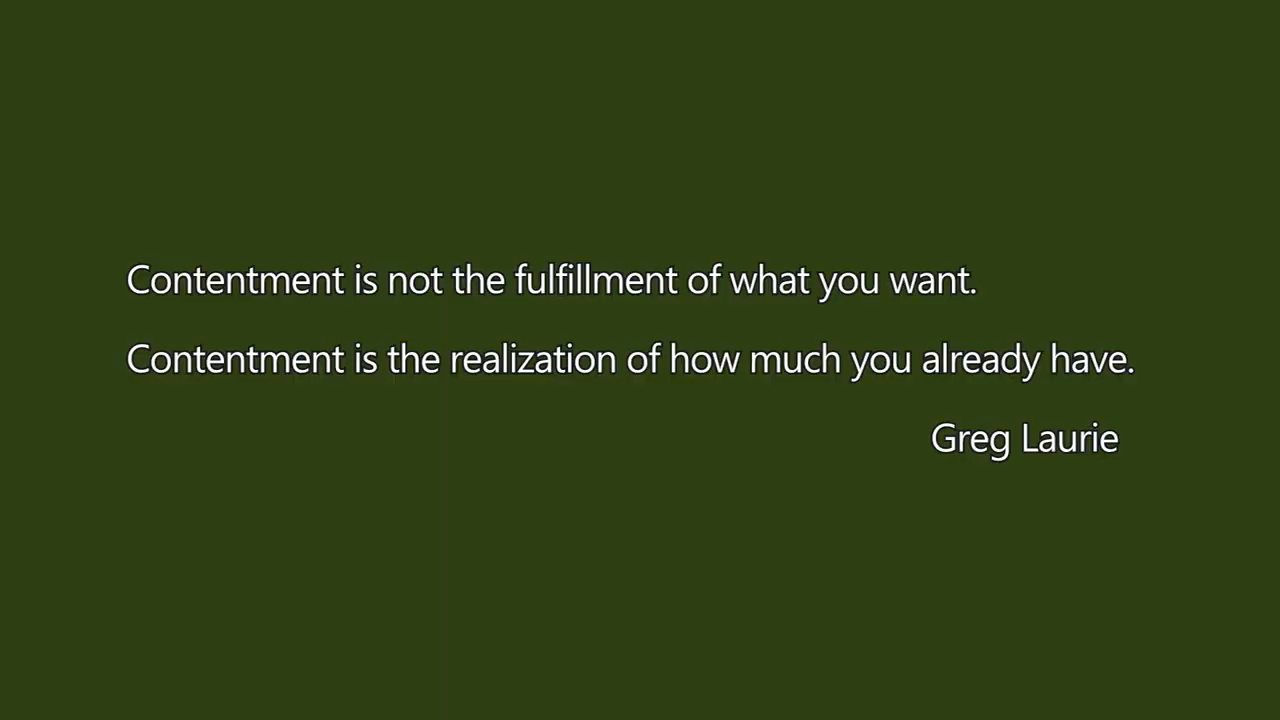 Contentment is not the fulfillment of what you want.
Contentment is the realization of how much you already have.
Greg Laurie